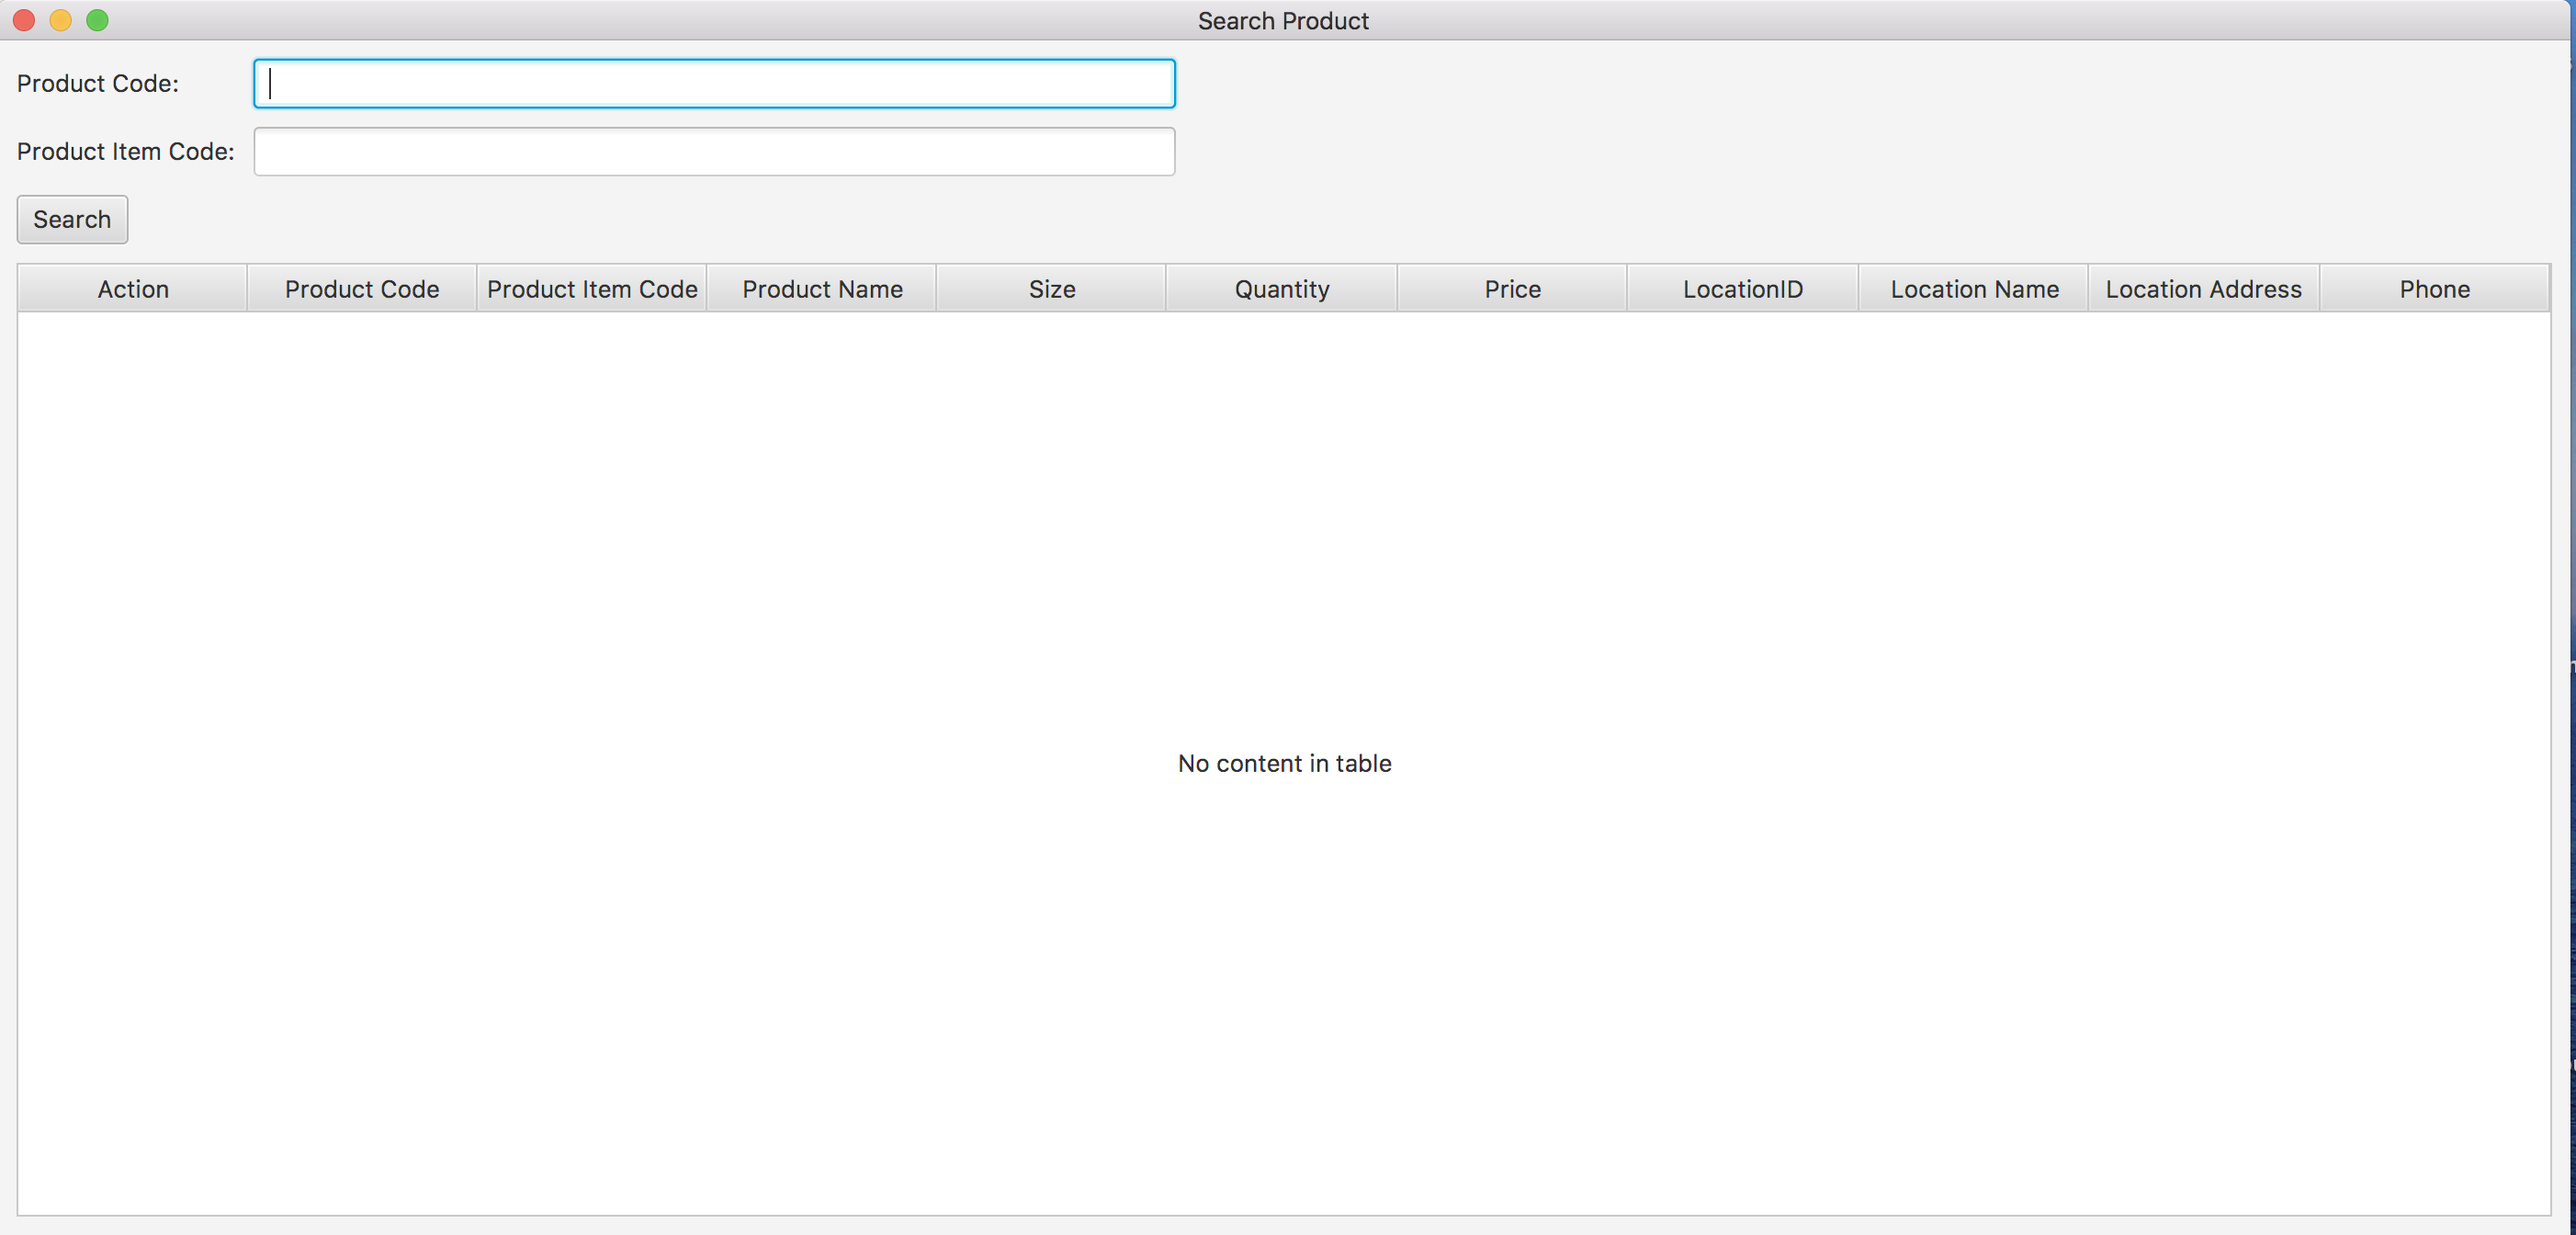 Search Product
Product Code:
Product Item Code:
Search
Action Product Code Product Item Code Product Name Size Quantity Price LocationID Location Name Location Address Phone
No content in table